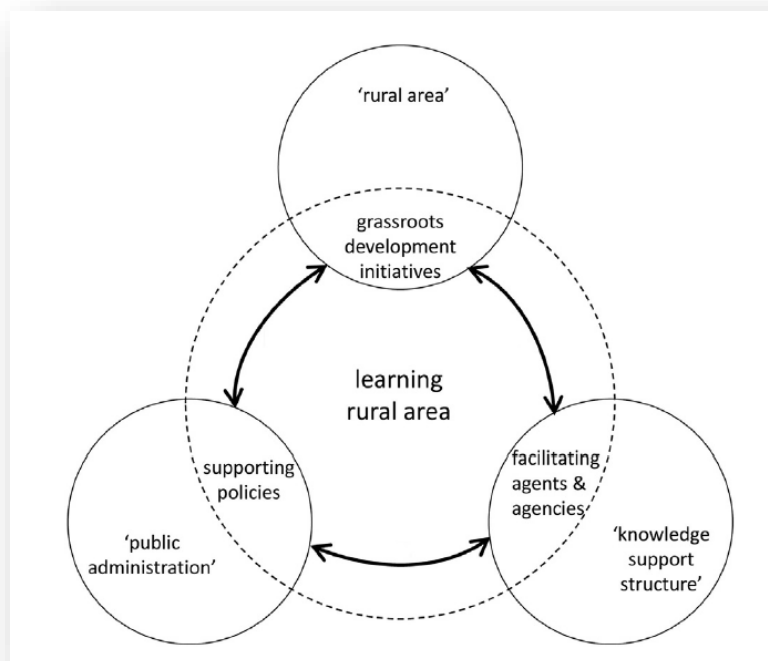 ‘rural area’
grassroots
development
initiatives
learning
rural area
supporting
policies
‘public
administration’
facilitating
agents &
agencies
‘knowledge
support
structure’